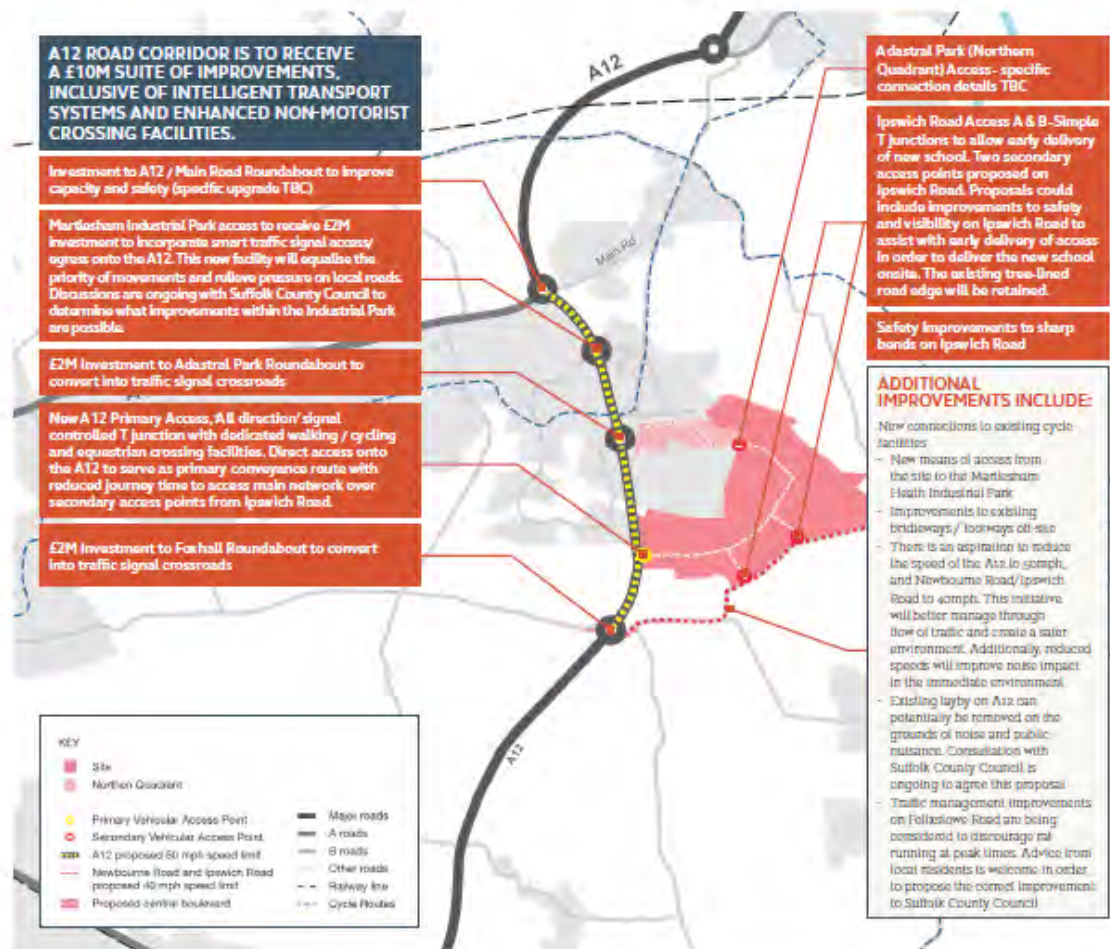 A12 ROAD CORRIDOR IS TO RECEIVE
A £10M SUITE OF IMPROVEMENTS,
INCLUSIVE OF INTELLIGENT TRANSPORT
SYSTEMS AND ENHANCED NON-MOTORIST
CROSSING FACILITIES.
Investment to A12 / Main Road Roundabout to improve
capacity and safety (specific upgrade TBC)
Martlesham Industrial Park access to receive £2M
investment to incorporate smart traffic signal access/
egress onto the A12. This new facility will equalise the
priority of movements and relieve pressure on local roads.
Discussions are ongoing with Suffolk County Council to
determine what improvements within the Industrial Park
are possible.
£2M Investment to Adastral Park Roundabout to
convert into traffic signal crossroads
New A12 Primary Access, 'All direction' signal
controlled T junction with dedicated walking / cycling
and equestrian crossing facilities. Direct access onto
the A12 to serve as primary conveyance route with
reduced journey time to access main network over
secondary access points from Ipswich Road.
£2M Investment to Foxhall Roundabout to convert
into traffic signal crossroads
A12
Main Rd
A12
A12
KEY
Site
Northen Quadrant
Primary Vehicular Access Point
Secondary Vehicular Access Point
A12 proposed 50 mph speed limit
Newbourne Road and Ipswich Road
proposed 40 mph speed limit
Proposed central boulevard
Major roads
A roads
B roads
Other roads
Railway line
Cycle Routes
Adastral Park (Northern
Quadrant) Access- specific
connection details TBC
Ipswich Road Access A & B-Simple
T junctions to allow early delivery
of new school. Two secondary
access points proposed on
Ipswich Road. Proposals could
include improvements to safety
and visibility on Ipswich Road to
assist with early delivery of access
in order to deliver the new school
onsite. The existing tree-lined
road edge will be retained.
Safety improvements to sharp
bends on Ipswich Road
ADDITIONAL
IMPROVEMENTS INCLUDE:
New connections to existing cycle
facilities
- New means of access from
the site to the Martlesham
Heath Industrial Park
- Improvements to existing
bridleways / footways off-site
- There is an aspiration to reduce
the speed of the A12 to 50mph,
and Newbourne Road/Ipswich
Road to 40mph. This initiative
will better manage through
flow of traffic and create a safer
environment. Additionally, reduced
speeds will improve noise impact
in the immediate environment
- Existing layby on A12 can
potentially be removed on the
grounds of noise and public
nuisance. Consultation with
Suffolk County Council is
ongoing to agree this proposal
- Traffic management improvements
on Felixstowe Road are being
considered to discourage rat
running at peak times. Advice from
local residents is welcome in order
to propose the correct improvement
to Suffolk County Council